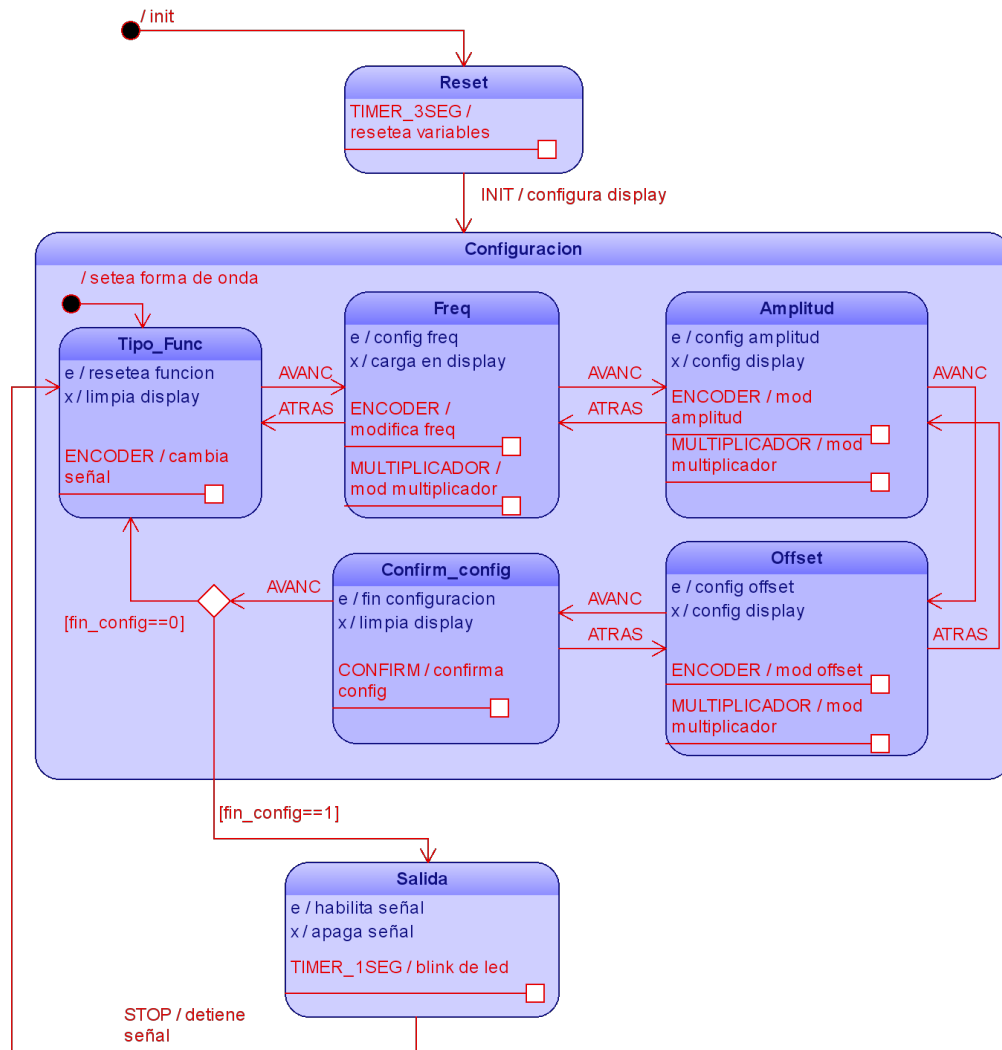 / init
Reset
TIMER_3SEG /
resetea variables
INIT / configura display
Configuracion
/ setea forma de onda
Tipo_Func
e / resetea funcion
x / limpia display
ENCODER / cambia
señal
AVANC
ATRAS
Freq
e / config freq
x / carga en display
ENCODER /
modifica freq
MULTIPLICADOR /
mod multiplicador
AVANC
ATRAS
Amplitud
e / config amplitud
x / config display
ENCODER / mod
amplitud
MULTIPLICADOR / mod
multiplicador
AVANC
Offset
e / config offset
x / config display
ENCODER / mod offset
MULTIPLICADOR / mod
multiplicador
ATRAS
AVANC
ATRAS
Confirm_config
e / fin configuracion
x / limpia display
CONFIRM / confirma
config
AVANC
[fin_config==0]
[fin_config==1]
Salida
e / habilita señal
x / apaga señal
TIMER_1SEG / blink de led
STOP / detiene
señal